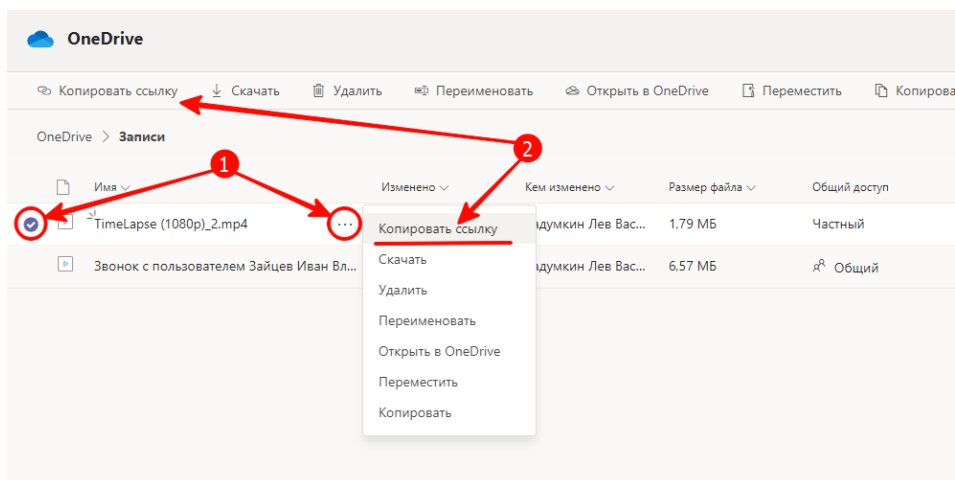 OneDrive
Копировать ссылку Скачать Удалить Переименовать Открыть в OneDrive Переместить Копирова
OneDrive > Записи
1
2
Имя Изменено Кем изменено Размер файла Общий доступ
TimeLapse (1080p)_2.mp4 ... адумкин Лев Вас... 1,79 МБ Частный
Звонок с пользователем Зайцев Иван Вл... адумкин Лев Вас... 6,57 МБ Общий
Копировать ссылку
Скачать
Удалить
Переименовать
Открыть в OneDrive
Переместить
Копировать